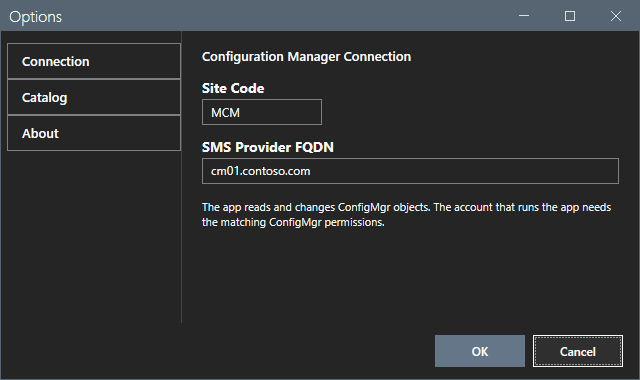 Options
Connection
Catalog
About
Configuration Manager Connection
Site Code
MCM
SMS Provider FQDN
cm01.contoso.com
The app reads and changes ConfigMgr objects. The account that runs the app needs
the matching ConfigMgr permissions.
OK
Cancel